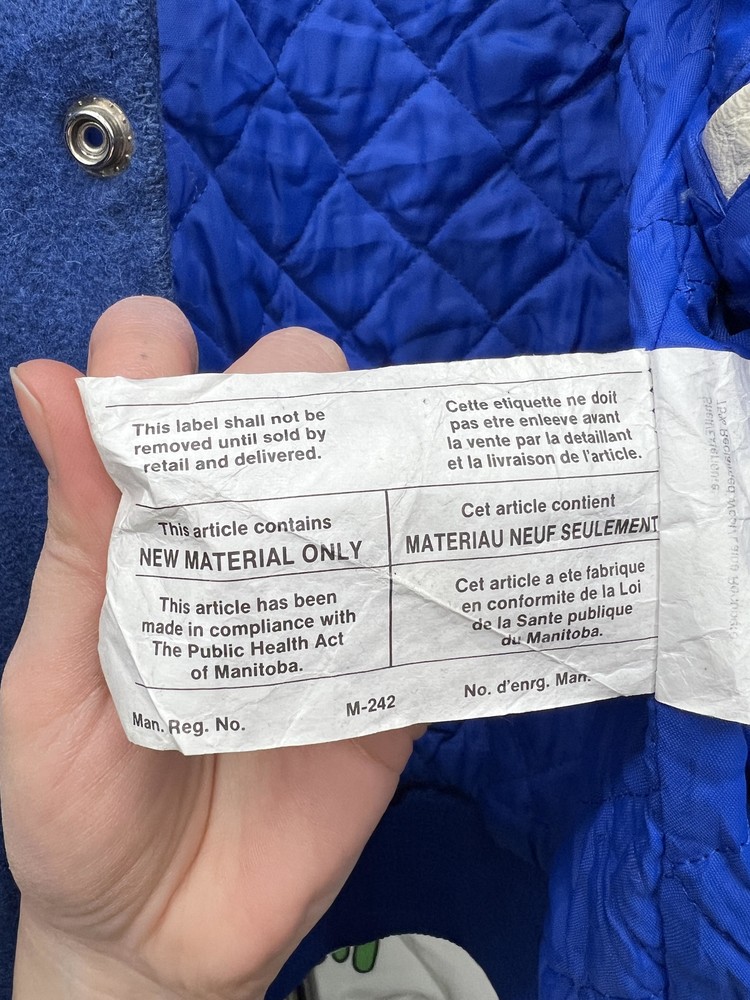 This label shall not be
removed until sold by
retail and delivered.
Cette etiquette ne doit
pas etre enleeve avant
la vente par la detaillant
et la livraison de l'article.
This article contains
NEW MATERIAL ONLY
Cet article contient
MATERIAU NEUF SEULEMENT
This article has been
made in compliance with
The Public Health Act
of Manitoba.
Cet article a ete fabrique
en conformite de la Loi
de la Sante publique
du Manitoba.
Man. Reg. No.
M-242
No. d'enrg. Man.